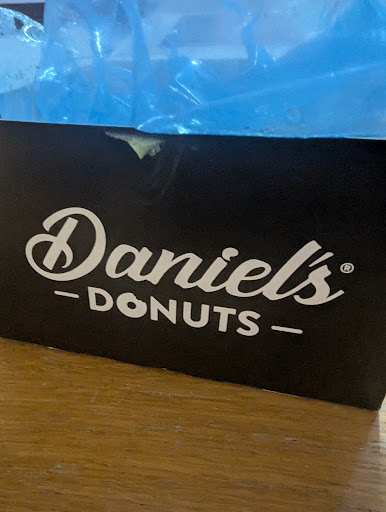 Daniel's®
— DONUTS —